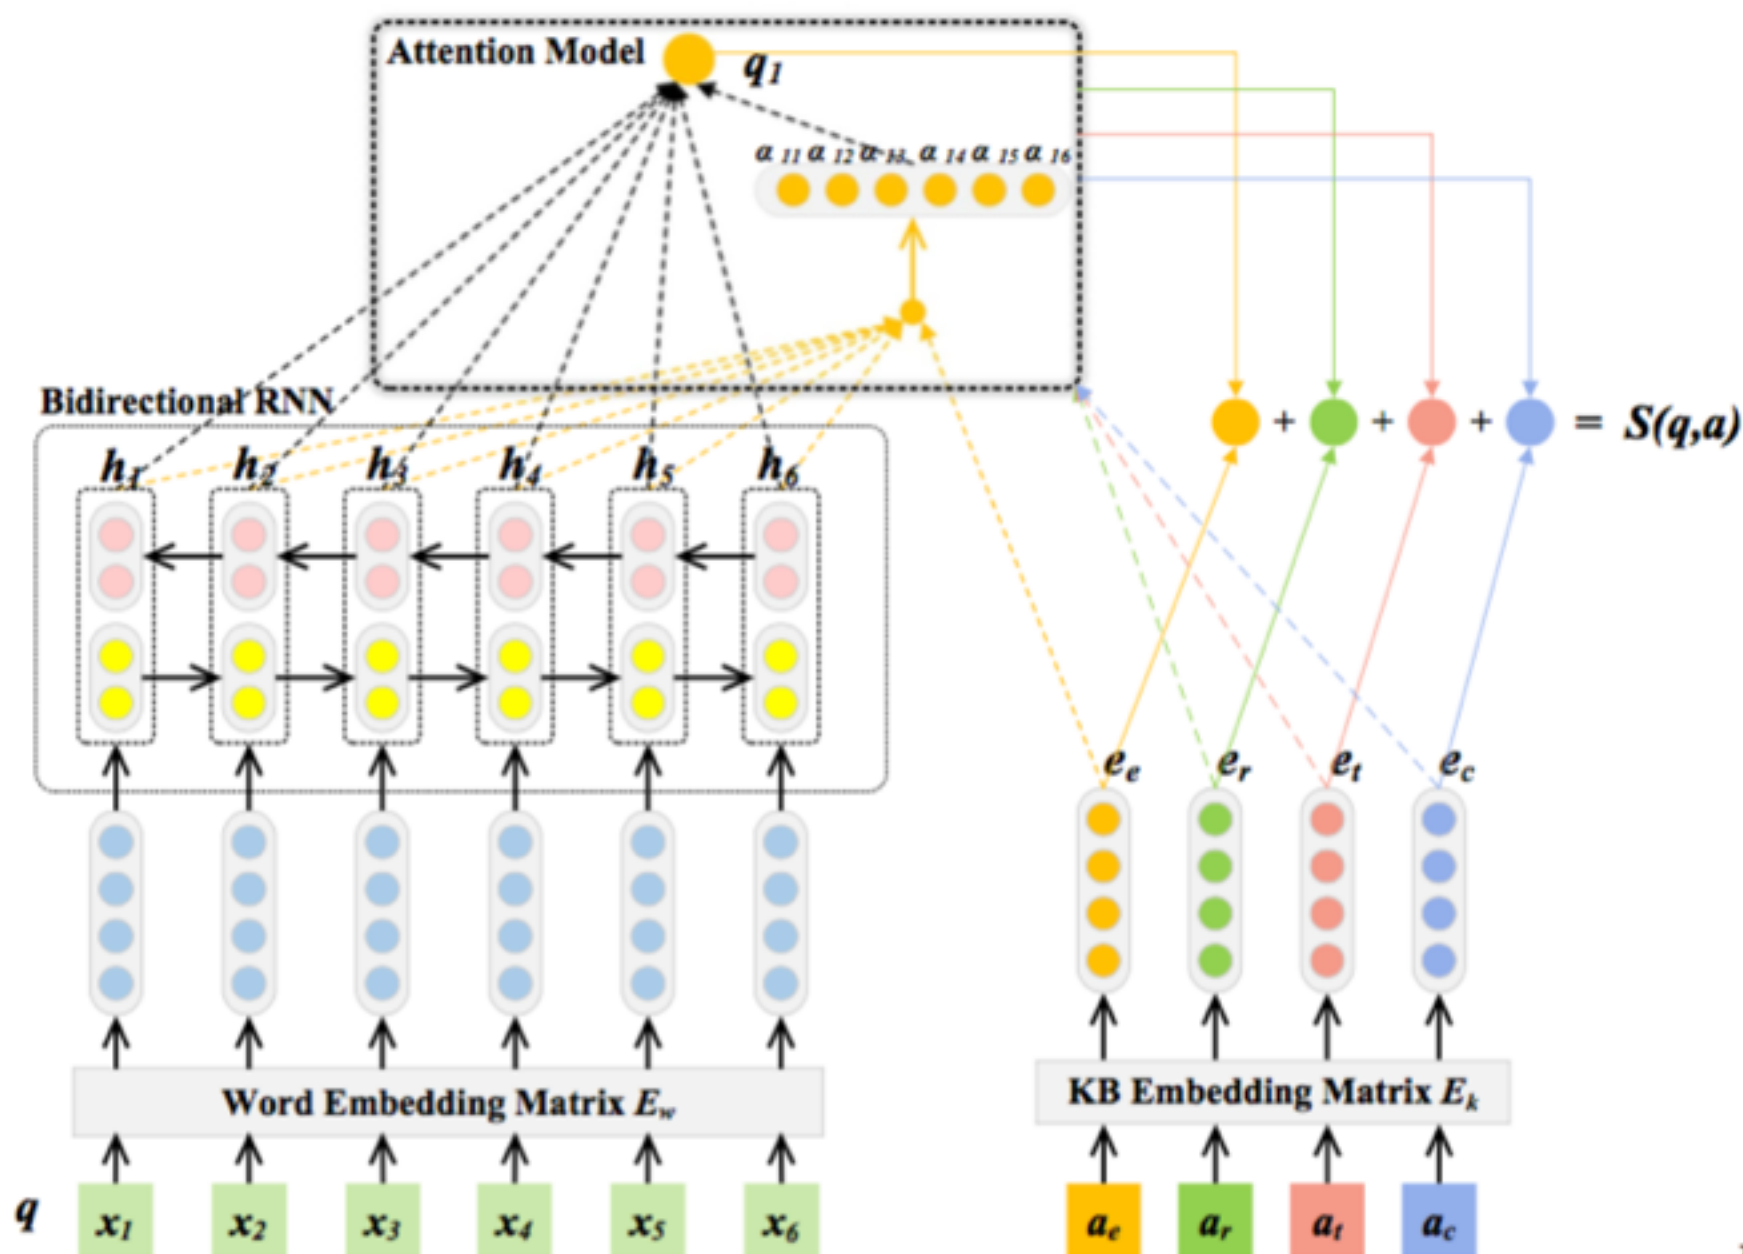 Attention Model q1
α11 α12 α13 α14 α15 α16
Bidirectional RNN
h1 h2 h3 h4 h5 h6
+ + + = S(q,a)
ee er et ec
Word Embedding Matrix Ew
KB Embedding Matrix Ek
q x1 x2 x3 x4 x5 x6
ae ar at ac